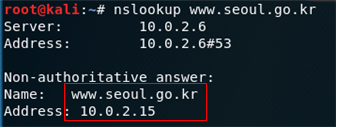 root@kali:~# nslookup www.seoul.go.kr
Server:         10.0.2.6
Address:        10.0.2.6#53

Non-authoritative answer:
Name:   www.seoul.go.kr
Address: 10.0.2.15